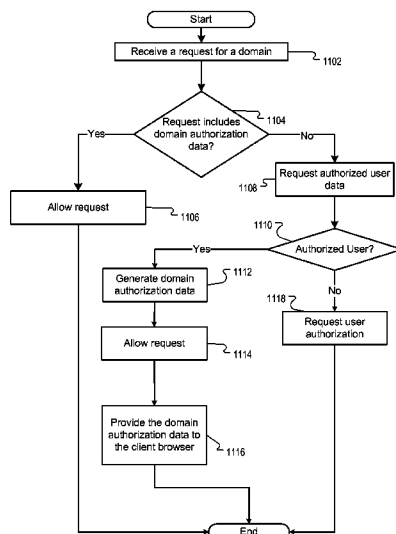 Start
Receive a request for a domain
1102
Request includes
domain authorization
data?
1104
Yes
No
Allow request
1106
Request authorized user
data
1108
Authorized User?
1110
Yes
No
Generate domain
authorization data
1112
Request user
authorization
1118
Allow request
1114
Provide the domain
authorization data to
the client browser
1116
End